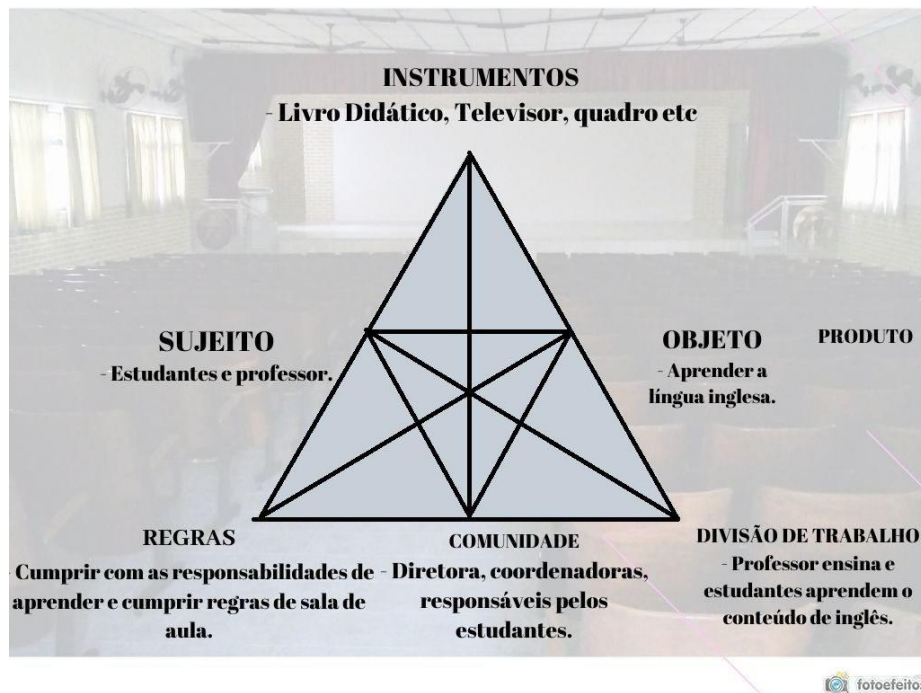 INSTRUMENTOS
- Livro Didático, Televisor, quadro etc
SUJEITO
- Estudantes e professor.
OBJETO
- Aprender a
língua inglesa.
PRODUTO
REGRAS
- Cumprir com as responsabilidades de
aprender e cumprir regras de sala de
aula.
COMUNIDADE
- Diretora, coordenadoras,
responsáveis pelos
estudantes.
DIVISÃO DE TRABALHO
- Professor ensina e
estudantes aprendem o
conteúdo de inglês.
fotoefeitos